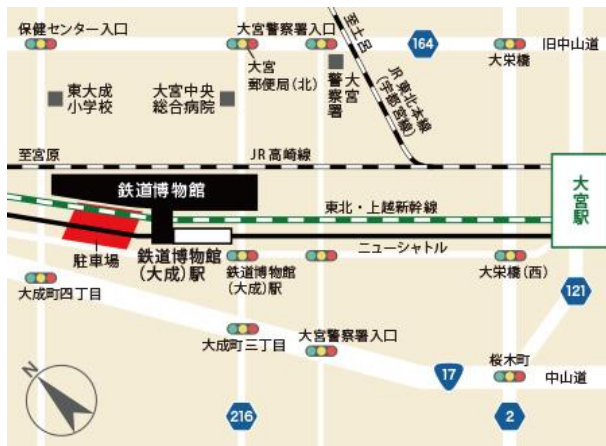 保健センター入口
大宮警察署入口
164
大栄橋
旧中山道
至土呂
大宮
郵便局(北)
大宮
警察署
JR東北本線
(宇都宮線)
東大成
小学校
大宮中央
総合病院
至宮原
JR高崎線
鉄道博物館
東北・上越新幹線
大宮駅
ニューシャトル
駐車場
鉄道博物館
(大成)駅
鉄道博物館
(大成)駅
大栄橋(西)
大成町四丁目
121
大成町三丁目
大宮警察署入口
桜木町
17
中山道
N
216
2